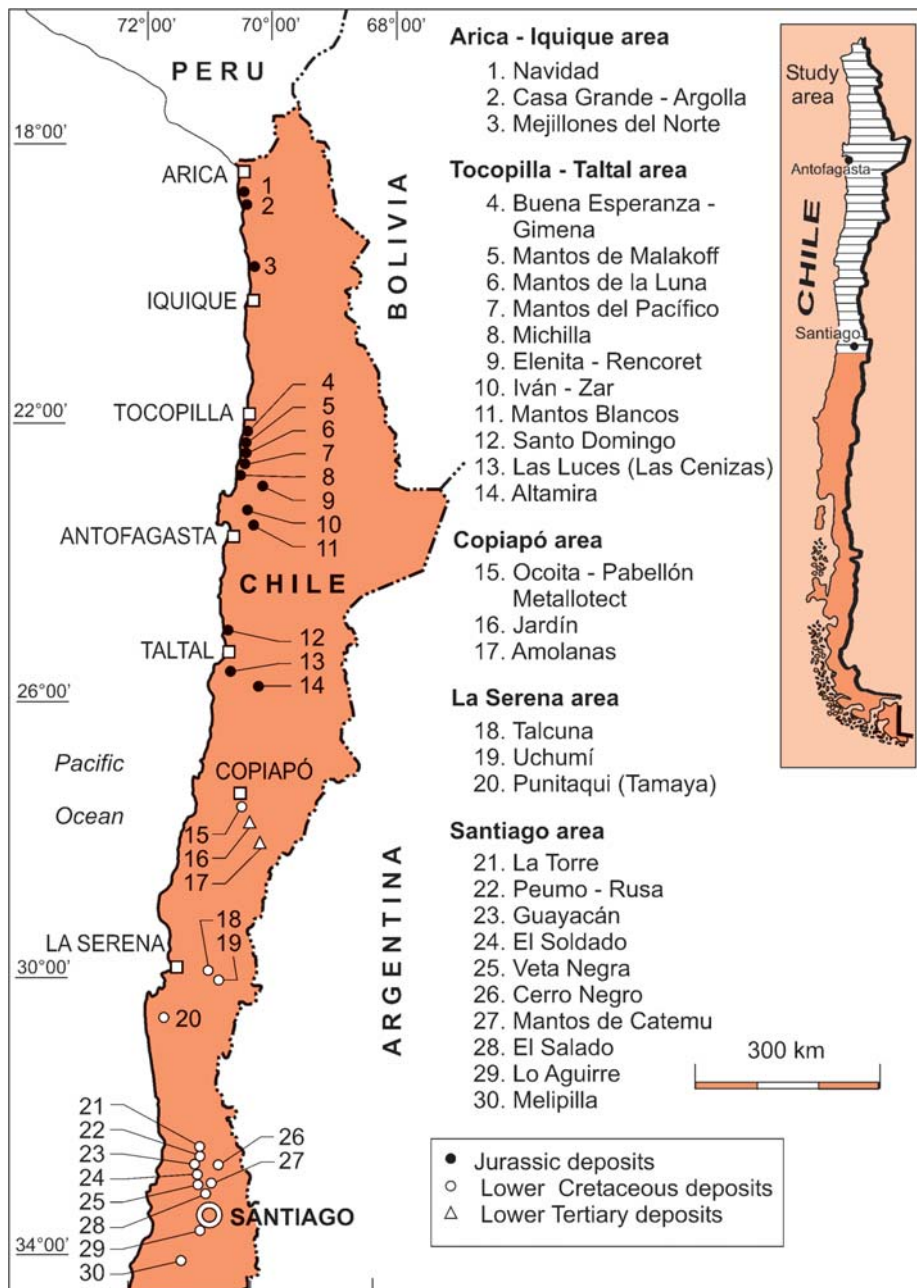 72°00'
70°00'
68°00'
PERU
18°00'
ARICA
1
2
3
IQUIQUE
BOLIVIA
TOCOPILLA
22°00'
4
5
6
7
8
9
10
11
ANTOFAGASTA
CHILE
12
TALTAL
13
14
26°00'
Pacific
Ocean
COPIAPÓ
15
16
17
ARGENTINA
18
LA SERENA
19
30°00'
20
21
22
23
24
25
26
27
28
SANTIAGO
29
30
34°00'
Arica - Iquique area
1. Navidad
2. Casa Grande - Argolla
3. Mejillones del Norte
Tocopilla - Taltal area
4. Buena Esperanza -
Gimena
5. Mantos de Malakoff
6. Mantos de la Luna
7. Mantos del Pacífico
8. Michilla
9. Elenita - Rencoret
10. Iván - Zar
11. Mantos Blancos
12. Santo Domingo
13. Las Luces (Las Cenizas)
14. Altamira
Copiapó area
15. Ocoita - Pabellón
Metallotect
16. Jardín
17. Amolanas
La Serena area
18. Talcuna
19. Uchumí
20. Punitaqui (Tamaya)
Santiago area
21. La Torre
22. Peumo - Rusa
23. Guayacán
24. El Soldado
25. Veta Negra
26. Cerro Negro
27. Mantos de Catemu
28. El Salado
29. Lo Aguirre
30. Melipilla
Study
area
Antofagasta
CHILE
Santiago
300 km
Jurassic deposits
Lower Cretaceous deposits
Lower Tertiary deposits